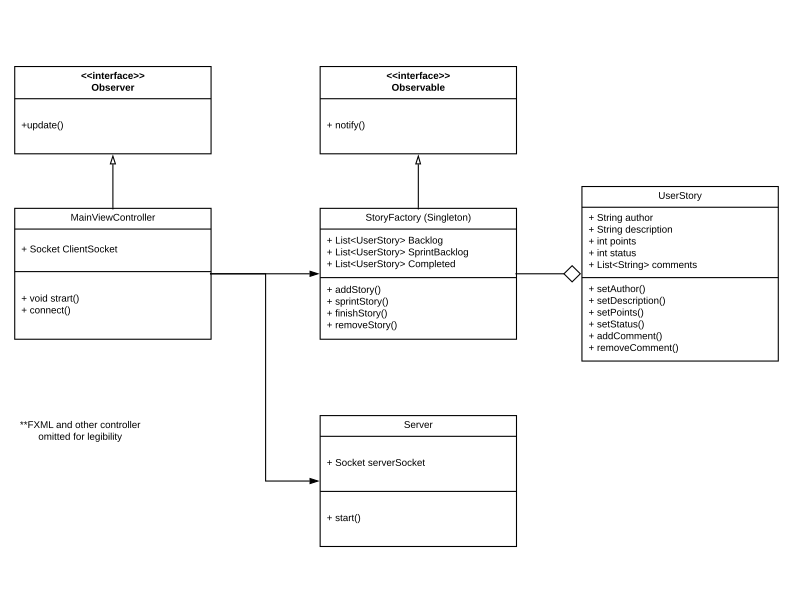 <<interface>>
Observer
+update()
<<interface>>
Observable
+ notify()
MainViewController
+ Socket ClientSocket
+ void strart()
+ connect()
StoryFactory (Singleton)
+ List<UserStory> Backlog
+ List<UserStory> SprintBacklog
+ List<UserStory> Completed
+ addStory()
+ sprintStory()
+ finishStory()
+ removeStory()
UserStory
+ String author
+ String description
+ int points
+ int status
+ List<String> comments
+ setAuthor()
+ setDescription()
+ setPoints()
+ setStatus()
+ addComment()
+ removeComment()
**FXML and other controller
omitted for legibility
Server
+ Socket serverSocket
+ start()